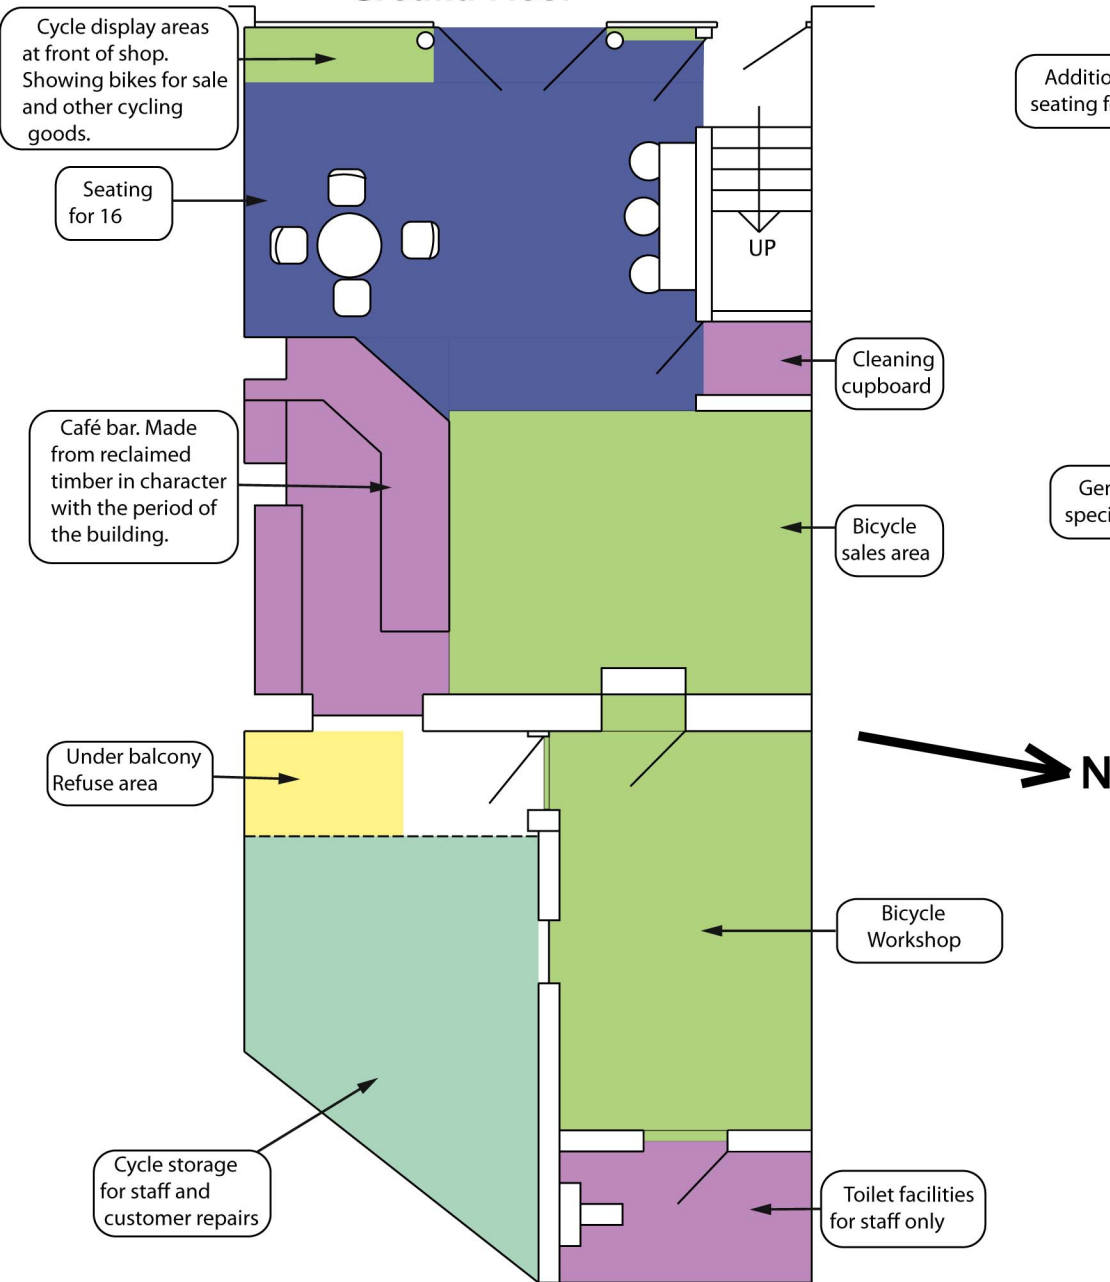 Cycle display areas
at front of shop.
Showing bikes for sale
and other cycling
goods.
Seating
for 16
UP
Cleaning
cupboard
Café bar. Made
from reclaimed
timber in character
with the period of
the building.
Bicycle
sales area
Under balcony
Refuse area
N
Bicycle
Workshop
Cycle storage
for staff and
customer repairs
Toilet facilities
for staff only
seating